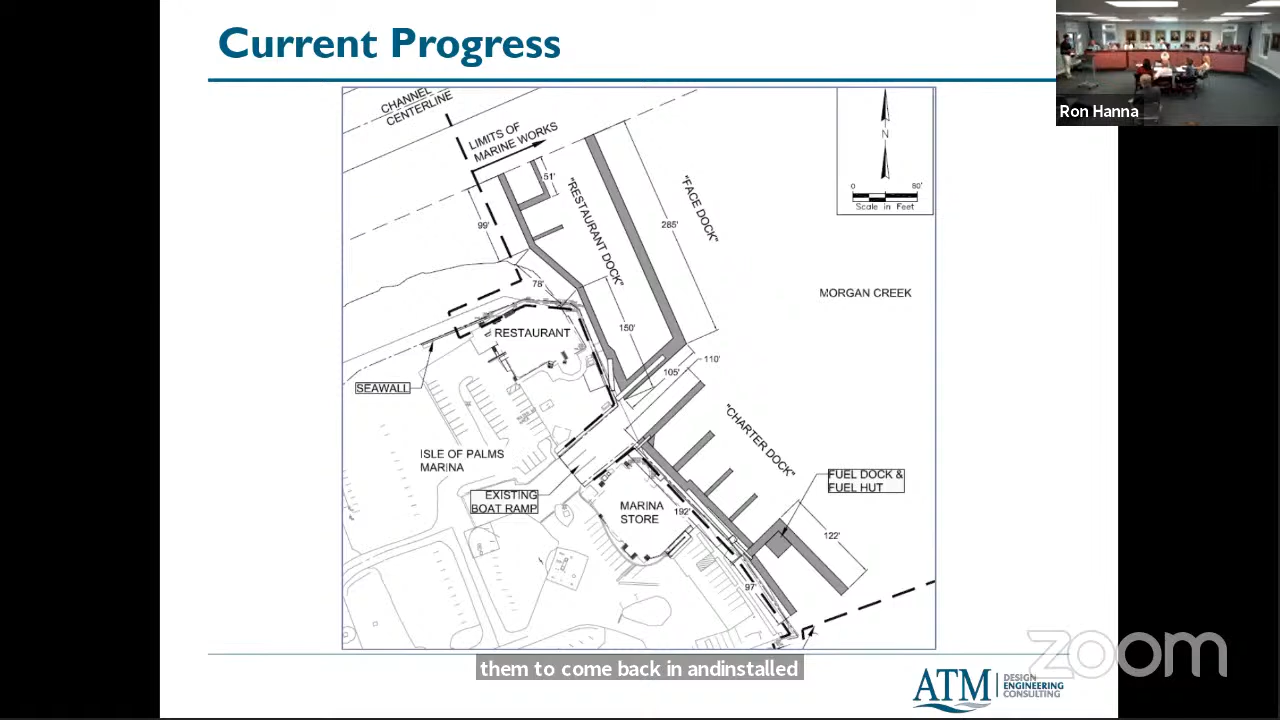 Current Progress
Ron Hanna
CHANNEL
CENTERLINE
LIMITS OF
MARINE WORKS
N
0 80'
Scale in Feet
51'
"RESTAURANT DOCK"
"FACE DOCK"
99'
285'
78'
MORGAN CREEK
150'
RESTAURANT
110'
105'
SEAWALL
"CHARTER DOCK"
ISLE OF PALMS
MARINA
FUEL DOCK &
FUEL HUT
EXISTING
BOAT RAMP
MARINA
STORE
192'
122'
97'
them to come back in andinstalled
zoom
ATM
DESIGN
ENGINEERING
CONSULTING